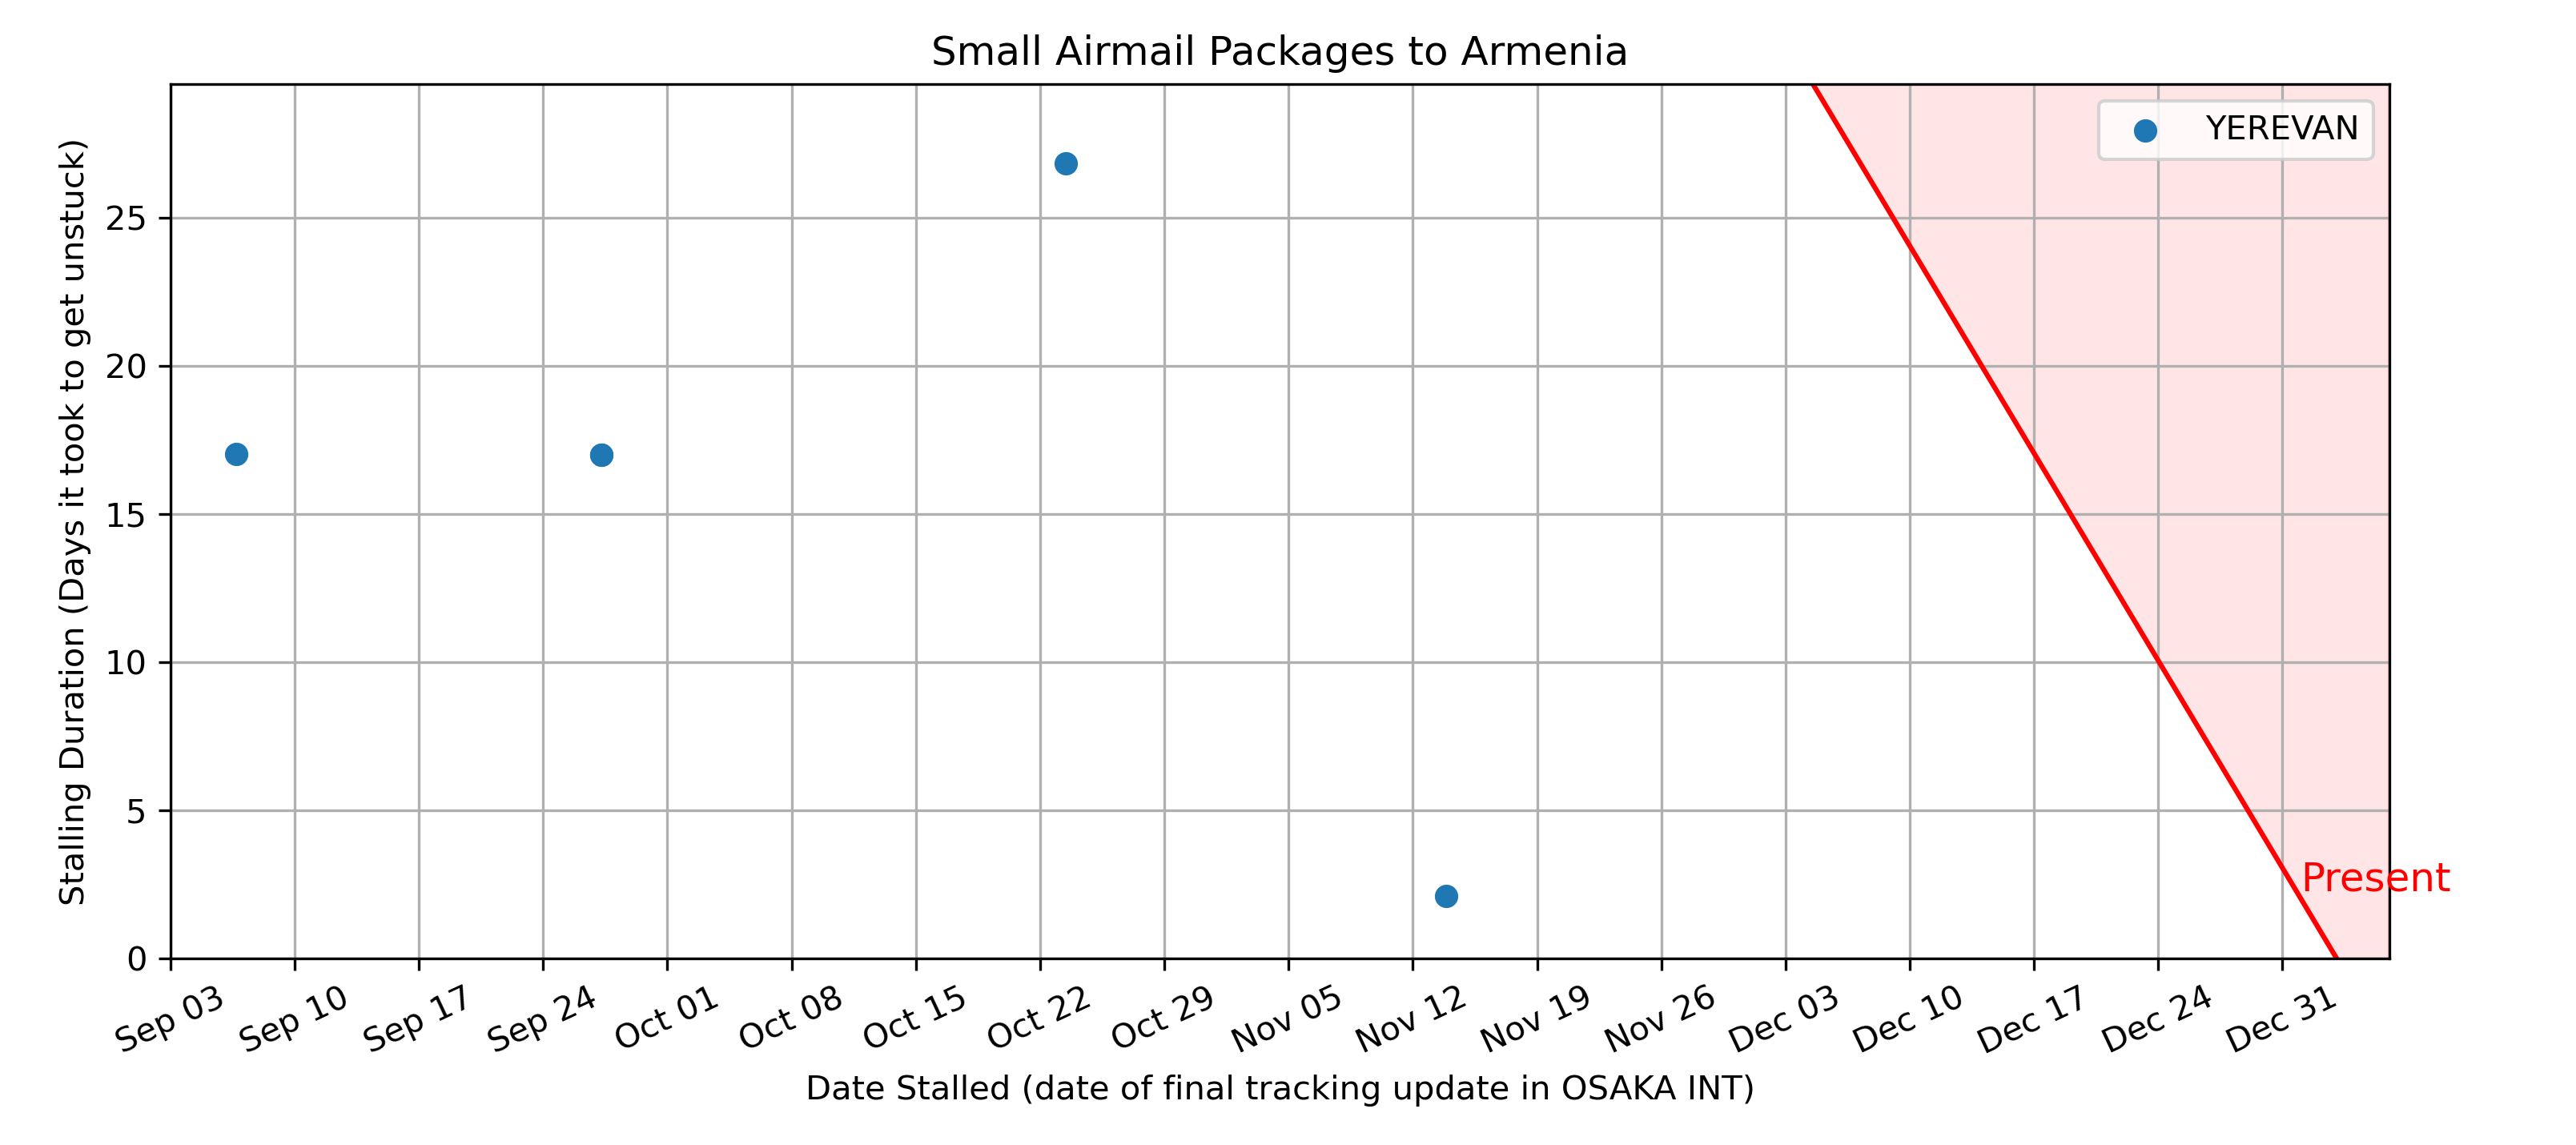 Small Airmail Packages to Armenia
YEREVAN
Stalling Duration (Days it took to get unstuck)
25
20
15
10
5
0
Present
Sep 03
Sep 10
Sep 17
Sep 24
Oct 01
Oct 08
Oct 15
Oct 22
Oct 29
Nov 05
Nov 12
Nov 19
Nov 26
Dec 03
Dec 10
Dec 17
Dec 24
Dec 31
Date Stalled (date of final tracking update in OSAKA INT)